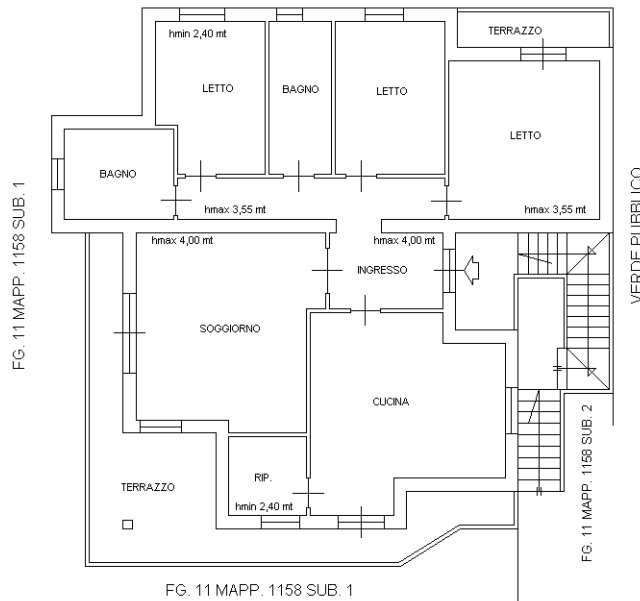 TERRAZZO
hmin 2,40 mt
LETTO
BAGNO
LETTO
LETTO
BAGNO
hmax 3,55 mt
hmax 3,55 mt
hmax 4,00 mt
hmax 4,00 mt
INGRESSO
SOGGIORNO
CUCINA
RIP.
hmin 2,40 mt
TERRAZZO
FG. 11 MAPP. 1158 SUB. 1
VERDE PUBBLICO
FG. 11 MAPP. 1158 SUB. 2
FG. 11 MAPP. 1158 SUB. 1